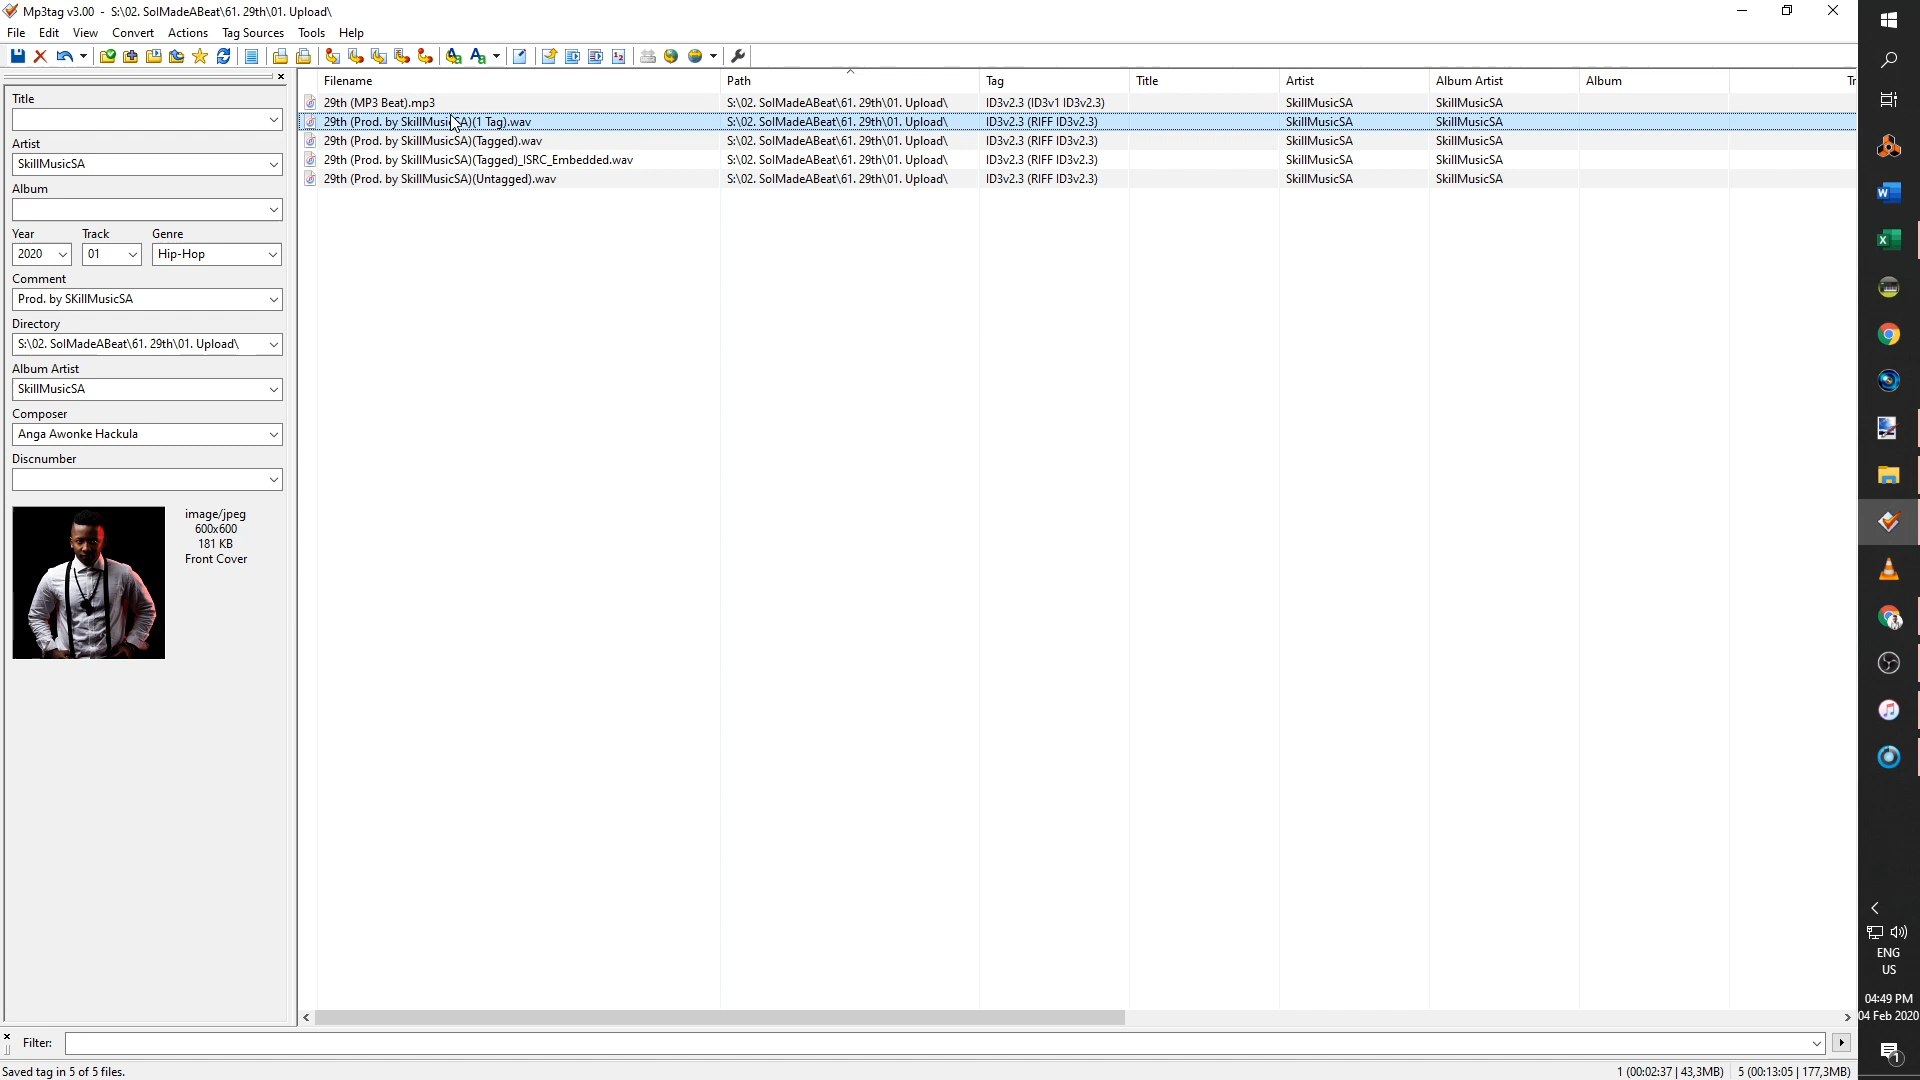 Mp3tag v3.00 - S:\02. SolMadeABeat\61. 29th\01. Upload\
File Edit View Convert Actions Tag Sources Tools Help
Filename Path Tag Title Artist Album Artist Album Tr
29th (MP3 Beat).mp3 S:\02. SolMadeABeat\61. 29th\01. Upload\ ID3v2.3 (ID3v1 ID3v2.3) SkillMusicSA SkillMusicSA
29th (Prod. by SkillMusicSA)(1 Tag).wav S:\02. SolMadeABeat\61. 29th\01. Upload\ ID3v2.3 (RIFF ID3v2.3) SkillMusicSA SkillMusicSA
29th (Prod. by SkillMusicSA)(Tagged).wav S:\02. SolMadeABeat\61. 29th\01. Upload\ ID3v2.3 (RIFF ID3v2.3) SkillMusicSA SkillMusicSA
29th (Prod. by SkillMusicSA)(Tagged)_ISRC_Embedded.wav S:\02. SolMadeABeat\61. 29th\01. Upload\ ID3v2.3 (RIFF ID3v2.3) SkillMusicSA SkillMusicSA
29th (Prod. by SkillMusicSA)(Untagged).wav S:\02. SolMadeABeat\61. 29th\01. Upload\ ID3v2.3 (RIFF ID3v2.3) SkillMusicSA SkillMusicSA
Title
Artist
SkillMusicSA
Album
Year Track Genre
2020 01 Hip-Hop
Comment
Prod. by SKillMusicSA
Directory
S:\02. SolMadeABeat\61. 29th\01. Upload\
Album Artist
SkillMusicSA
Composer
Anga Awonke Hackula
Discnumber
image/jpeg
600x600
181 KB
Front Cover
Filter:
Saved tag in 5 of 5 files.
1 (00:02:37 | 43,3MB) 5 (00:13:05 | 177,3MB)
ENG
US
04:49 PM
04 Feb 2020
1